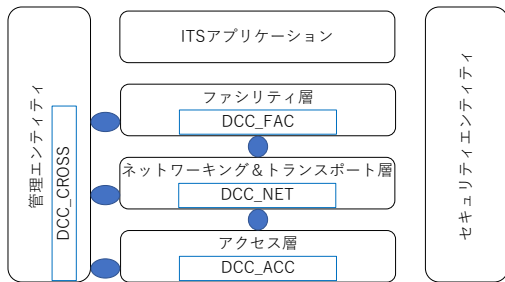 ITSアプリケーション
管理エンティティ
DCC_CROSS
ファシリティ層
DCC_FAC
ネットワーキング＆トランスポート層
DCC_NET
アクセス層
DCC_ACC
セキュリティエンティティ